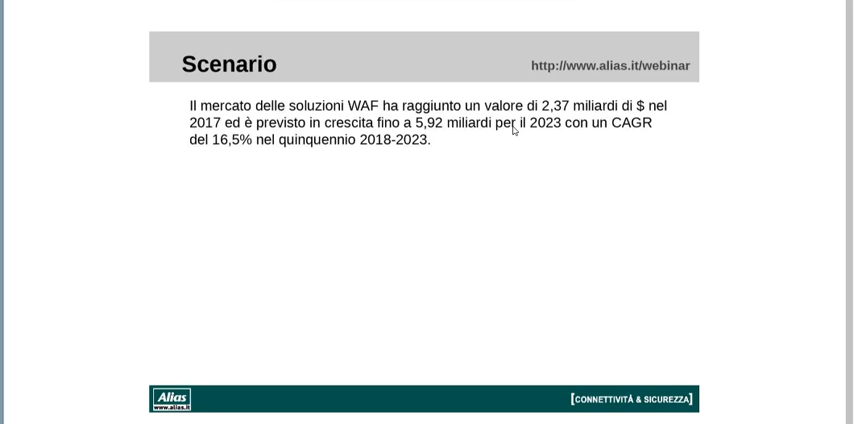 Scenario
http://www.alias.it/webinar
Il mercato delle soluzioni WAF ha raggiunto un valore di 2,37 miliardi di $ nel
2017 ed è previsto in crescita fino a 5,92 miliardi per il 2023 con un CAGR
del 16,5% nel quinquennio 2018-2023.
Alias
www.alias.it
[CONNETTIVITÀ & SICUREZZA]